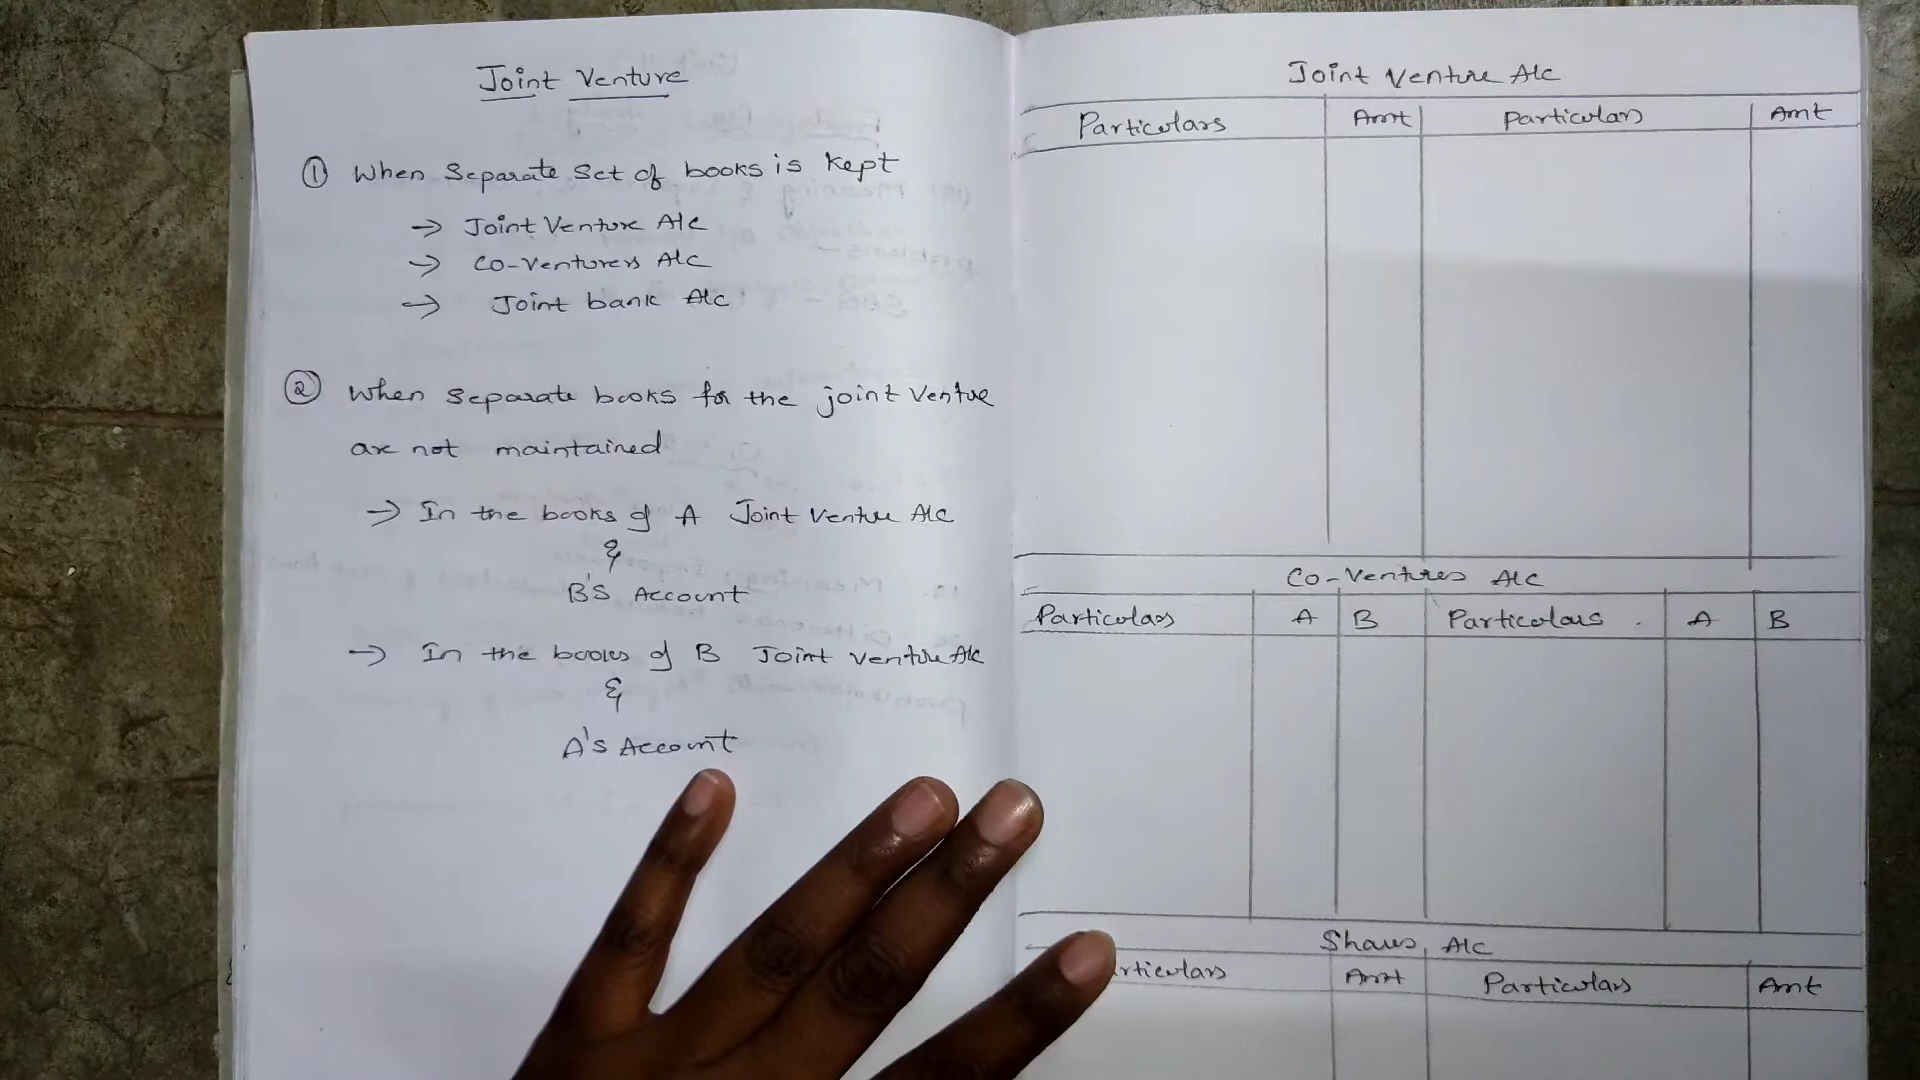 Joint Venture
① When Separate Set of books is kept
→ Joint Venture A/c
→ Co-Venturers A/c
→ Joint bank A/c
② When Separate books for the joint Ventue
are not maintained
→ In the books of A Joint Venture A/c
&
B's Account
→ In the books of B Joint Venture A/c
&
A's Account
Joint Venture A/c
Particulars Amt Particulars Amt
Co-Ventures A/c
Particulars A B Particulars A B
Shares A/c
rticulars Amt Particulars Amt